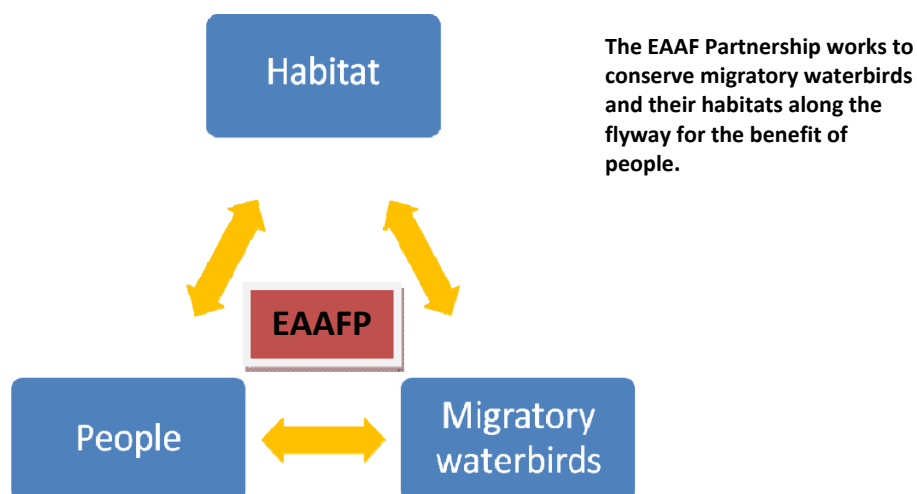 Habitat
The EAAF Partnership works to
conserve migratory waterbirds
and their habitats along the
flyway for the benefit of
people.
EAAFP
People
Migratory
waterbirds